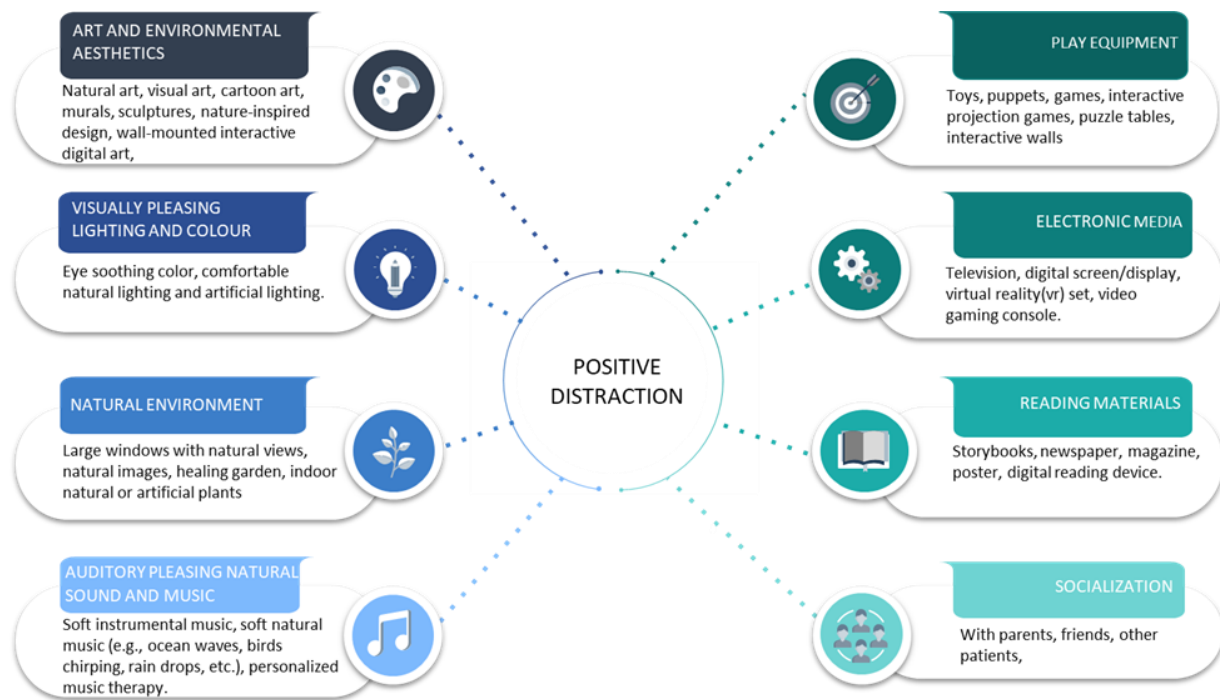 ART AND ENVIRONMENTAL
AESTHETICS
Natural art, visual art, cartoon art,
murals, sculptures, nature-inspired
design, wall-mounted interactive
digital art,
VISUALLY PLEASING
LIGHTING AND COLOUR
Eye soothing color, comfortable
natural lighting and artificial lighting.
NATURAL ENVIRONMENT
Large windows with natural views,
natural images, healing garden, indoor
natural or artificial plants
AUDITORY PLEASING NATURAL
SOUND AND MUSIC
Soft instrumental music, soft natural
music (e.g., ocean waves, birds
chirping, rain drops, etc.), personalized
music therapy.
POSITIVE
DISTRACTION
PLAY EQUIPMENT
Toys, puppets, games, interactive
projection games, puzzle tables,
interactive walls
ELECTRONIC MEDIA
Television, digital screen/display,
virtual reality(vr) set, video
gaming console.
READING MATERIALS
Storybooks, newspaper, magazine,
poster, digital reading device.
SOCIALIZATION
With parents, friends, other
patients,